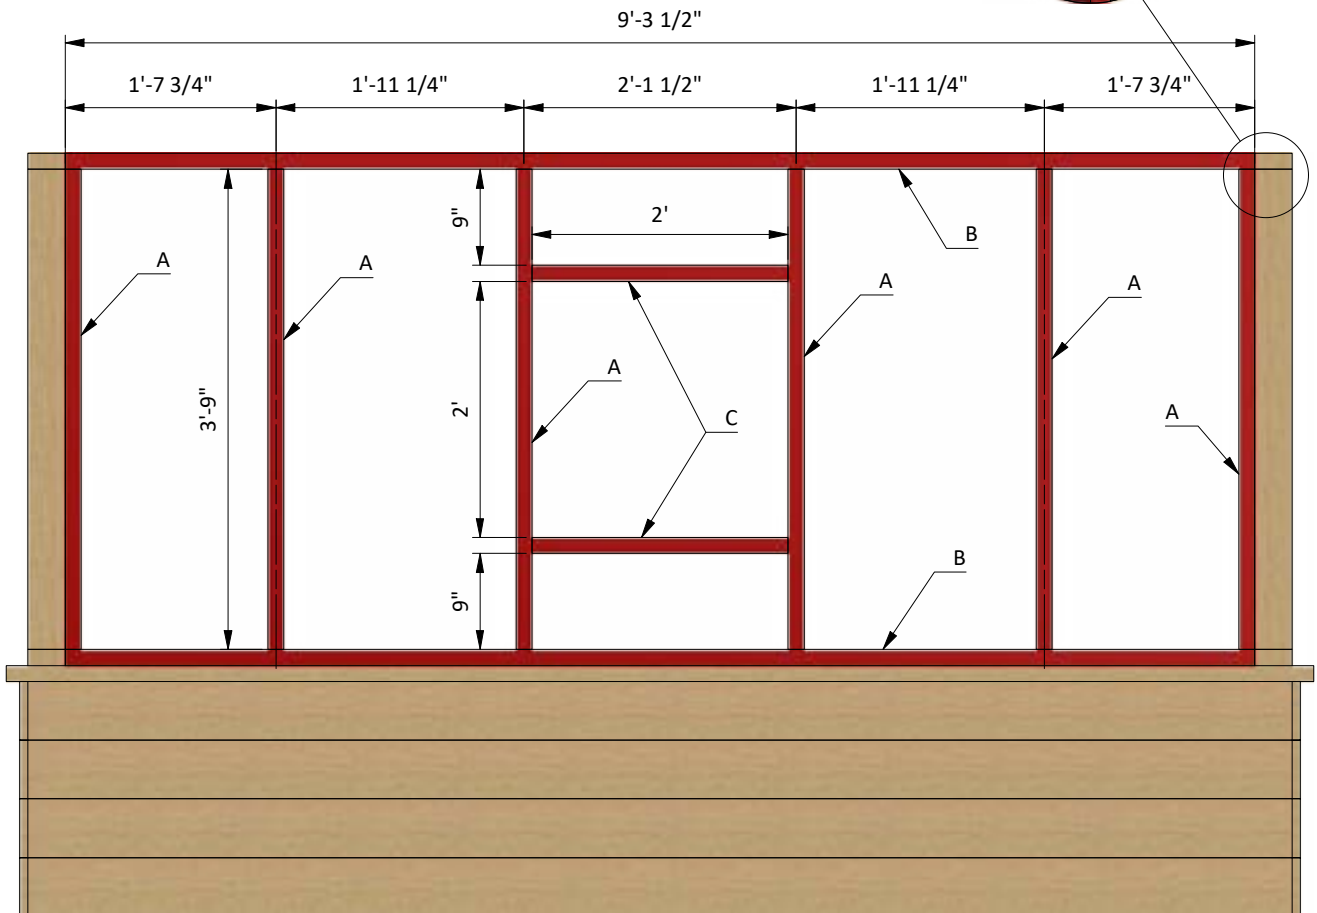 9'-3 1/2"
1'-7 3/4"
1'-11 1/4"
2'-1 1/2"
1'-11 1/4"
1'-7 3/4"
9"
2'
B
A
A
A
A
3'-9"
A
2'
C
A
9"
B